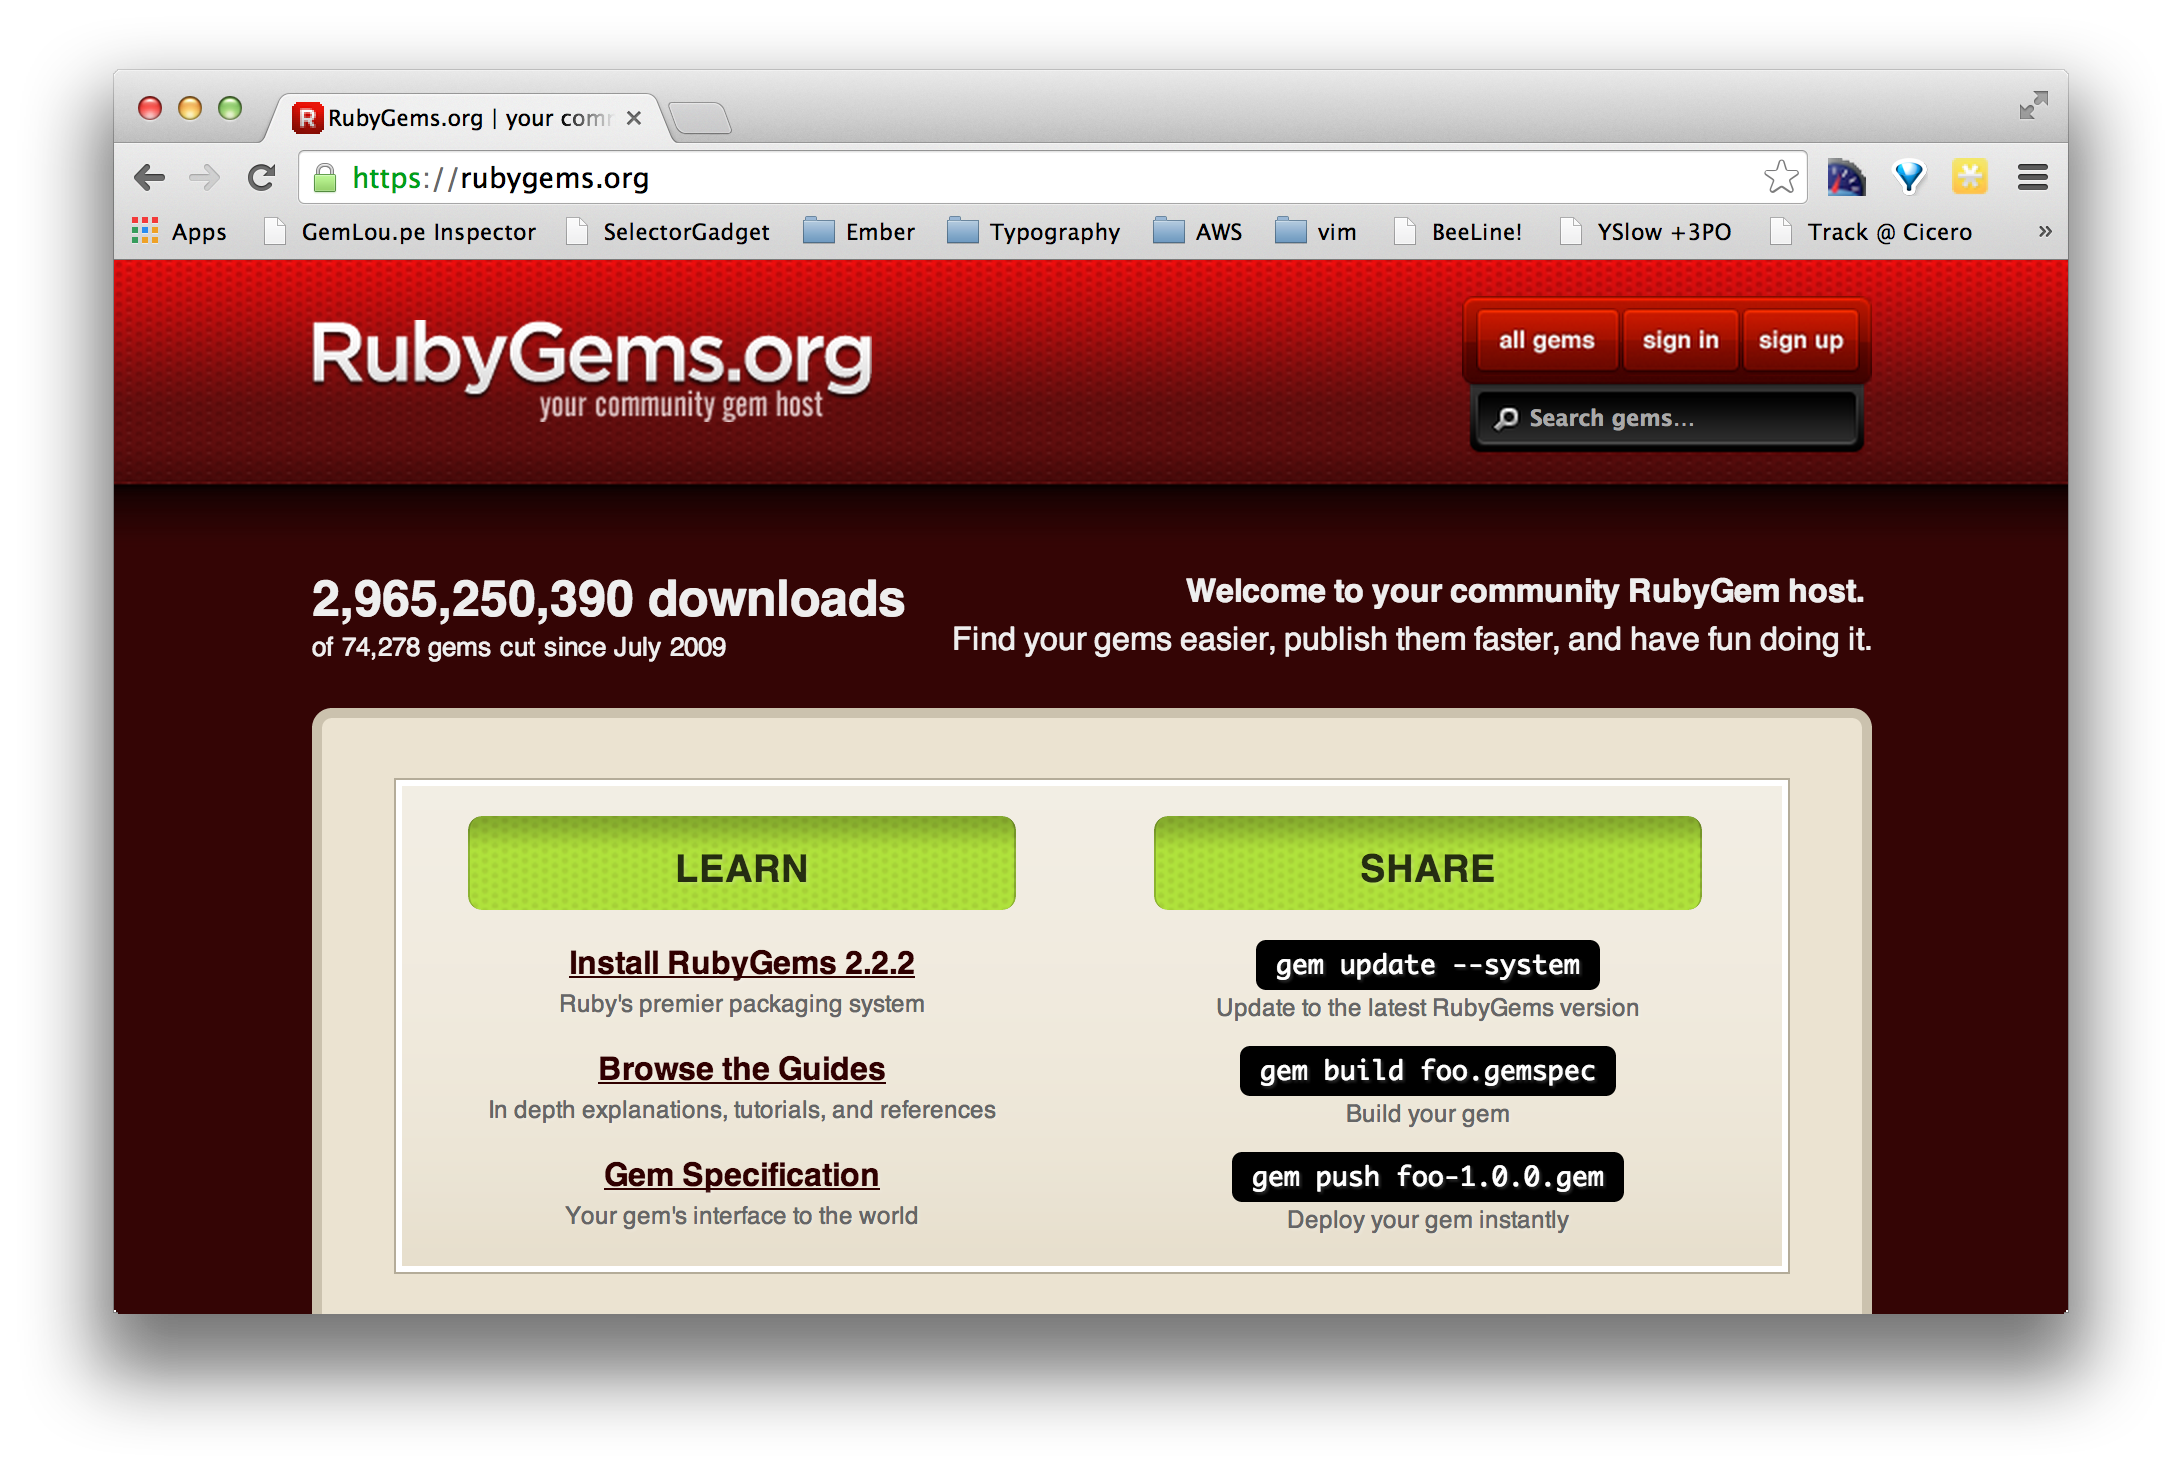 RubyGems.org | your com
https://rubygems.org
Apps GemLou.pe Inspector SelectorGadget Ember Typography AWS vim BeeLine! YSlow +3PO Track @ Cicero »
RubyGems.org
your community gem host
all gems sign in sign up
Search gems...
2,965,250,390 downloads
of 74,278 gems cut since July 2009
Welcome to your community RubyGem host.
Find your gems easier, publish them faster, and have fun doing it.
LEARN
Install RubyGems 2.2.2
Ruby's premier packaging system
Browse the Guides
In depth explanations, tutorials, and references
Gem Specification
Your gem's interface to the world
SHARE
gem update --system
Update to the latest RubyGems version
gem build foo.gemspec
Build your gem
gem push foo-1.0.0.gem
Deploy your gem instantly